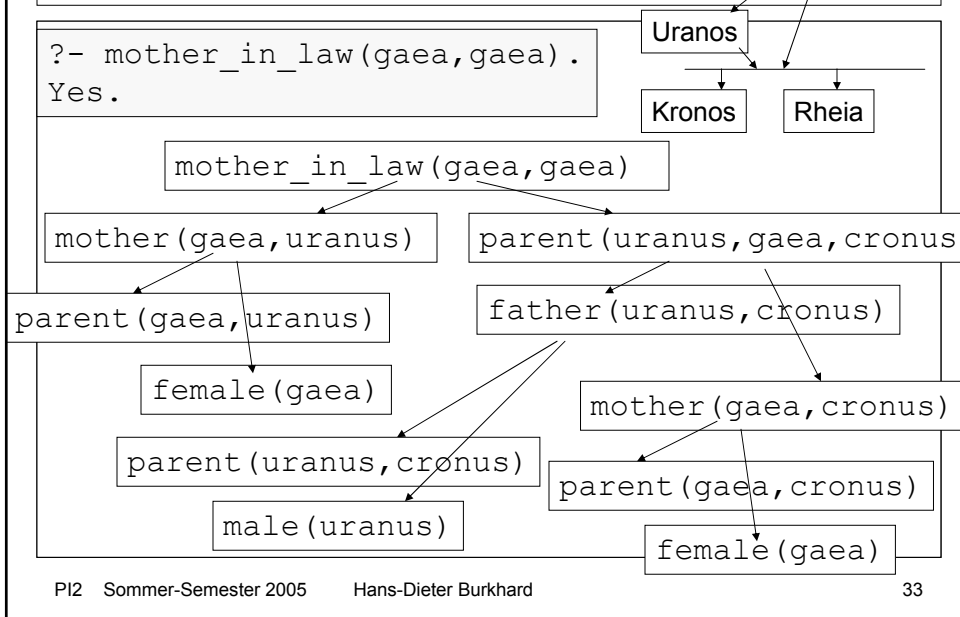 Uranos
?- mother_in_law(gaea,gaea).
Yes.
Kronos Rheia
mother_in_law(gaea,gaea)
mother(gaea,uranus) parent(uranus,gaea,cronus
parent(gaea,uranus) father(uranus,cronus)
female(gaea) mother(gaea,cronus)
parent(uranus,cronus) parent(gaea,cronus)
male(uranus) female(gaea)
PI2 Sommer-Semester 2005 Hans-Dieter Burkhard 33